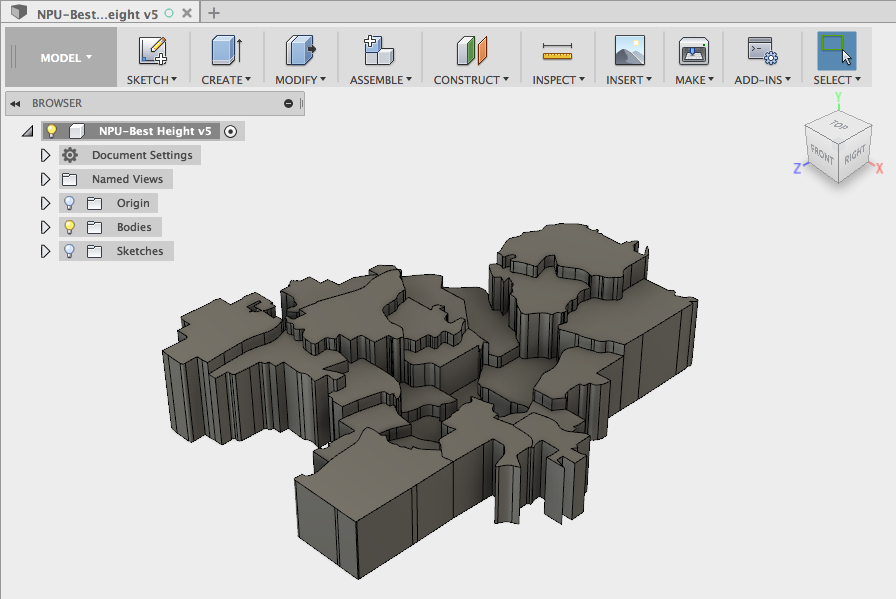 NPU-Best...eight v5
MODEL
SKETCH
CREATE
MODIFY
ASSEMBLE
CONSTRUCT
INSPECT
INSERT
MAKE
ADD-INS
SELECT
BROWSER
NPU-Best Height v5
Document Settings
Named Views
Origin
Bodies
Sketches
Y
TOP
FRONT
RIGHT
Z
X